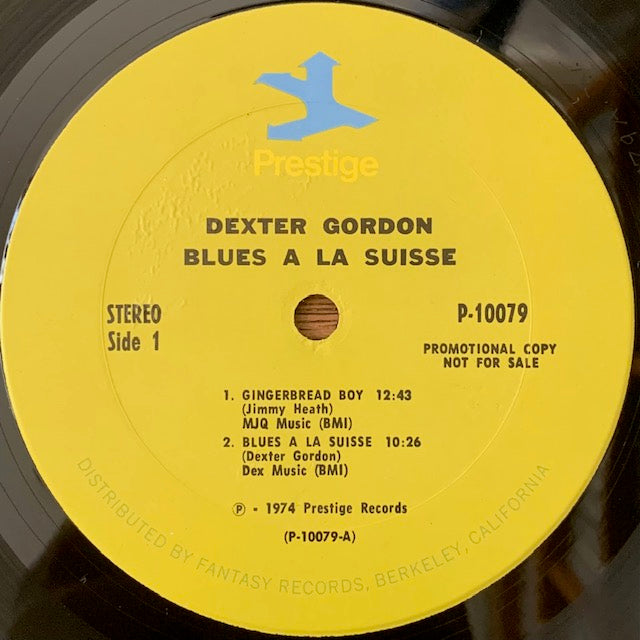 Prestige
DEXTER GORDON
BLUES A LA SUISSE
STEREO
Side 1
P-10079
PROMOTIONAL COPY
NOT FOR SALE
1. GINGERBREAD BOY 12:43
(Jimmy Heath)
MJQ Music (BMI)
2. BLUES A LA SUISSE 10:26
(Dexter Gordon)
Dex Music (BMI)
℗ - 1974 Prestige Records
(P-10079-A)
DISTRIBUTED BY FANTASY RECORDS, BERKELEY, CALIFORNIA